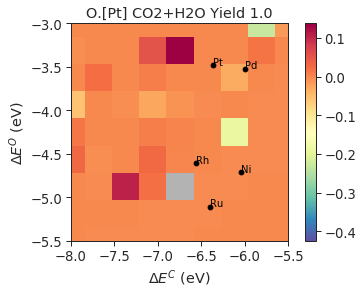 O.[Pt] CO2+H2O Yield 1.0
−3.0
−3.5
−4.0
−4.5
−5.0
−5.5
ΔE^O (eV)
Pt
Pd
Rh
Ni
Ru
−8.0 −7.5 −7.0 −6.5 −6.0 −5.5
ΔE^C (eV)
0.1
0.0
−0.1
−0.2
−0.3
−0.4